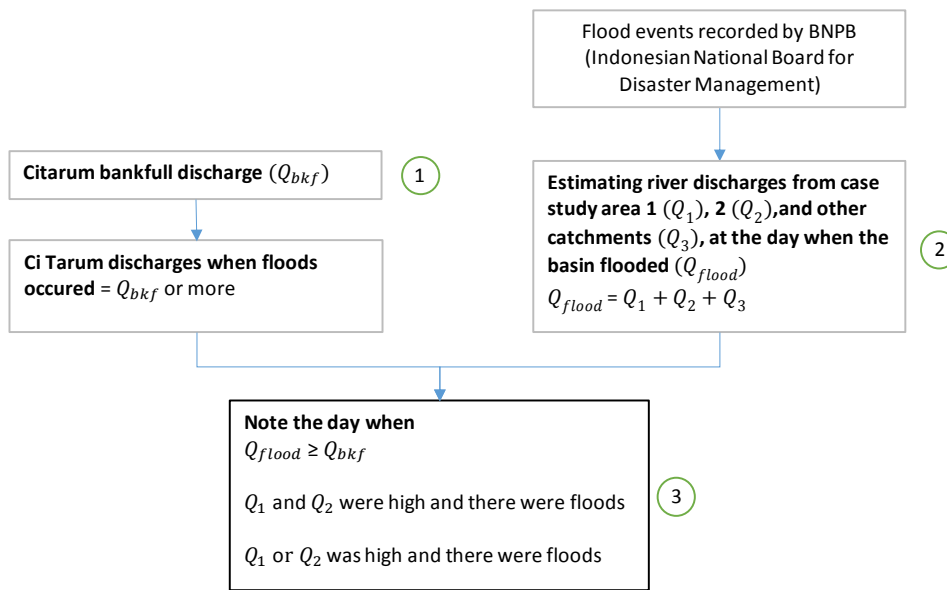 Flood events recorded by BNPB
(Indonesian National Board for
Disaster Management)
Citarum bankfull discharge (Q_bkf)
1
Ci Tarum discharges when floods
occured = Q_bkf or more
Estimating river discharges from case
study area 1 (Q_1), 2 (Q_2),and other
catchments (Q_3), at the day when the
basin flooded (Q_flood)
Q_flood = Q_1 + Q_2 + Q_3
2
Note the day when
Q_flood ≥ Q_bkf
Q_1 and Q_2 were high and there were floods
Q_1 or Q_2 was high and there were floods
3